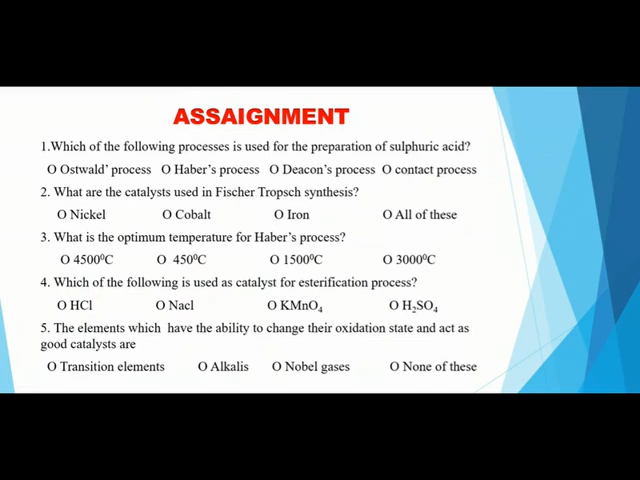 ASSAIGNMENT
1.Which of the following processes is used for the preparation of sulphuric acid?
O Ostwald’ process O Haber’s process O Deacon’s process O contact process
2. What are the catalysts used in Fischer Tropsch synthesis?
O Nickel O Cobalt O Iron O All of these
3. What is the optimum temperature for Haber’s process?
O 4500⁰C O 450⁰C O 1500⁰C O 3000⁰C
4. Which of the following is used as catalyst for esterification process?
O HCl O Nacl O KMnO₄ O H₂SO₄
5. The elements which have the ability to change their oxidation state and act as
good catalysts are
O Transition elements O Alkalis O Nobel gases O None of these